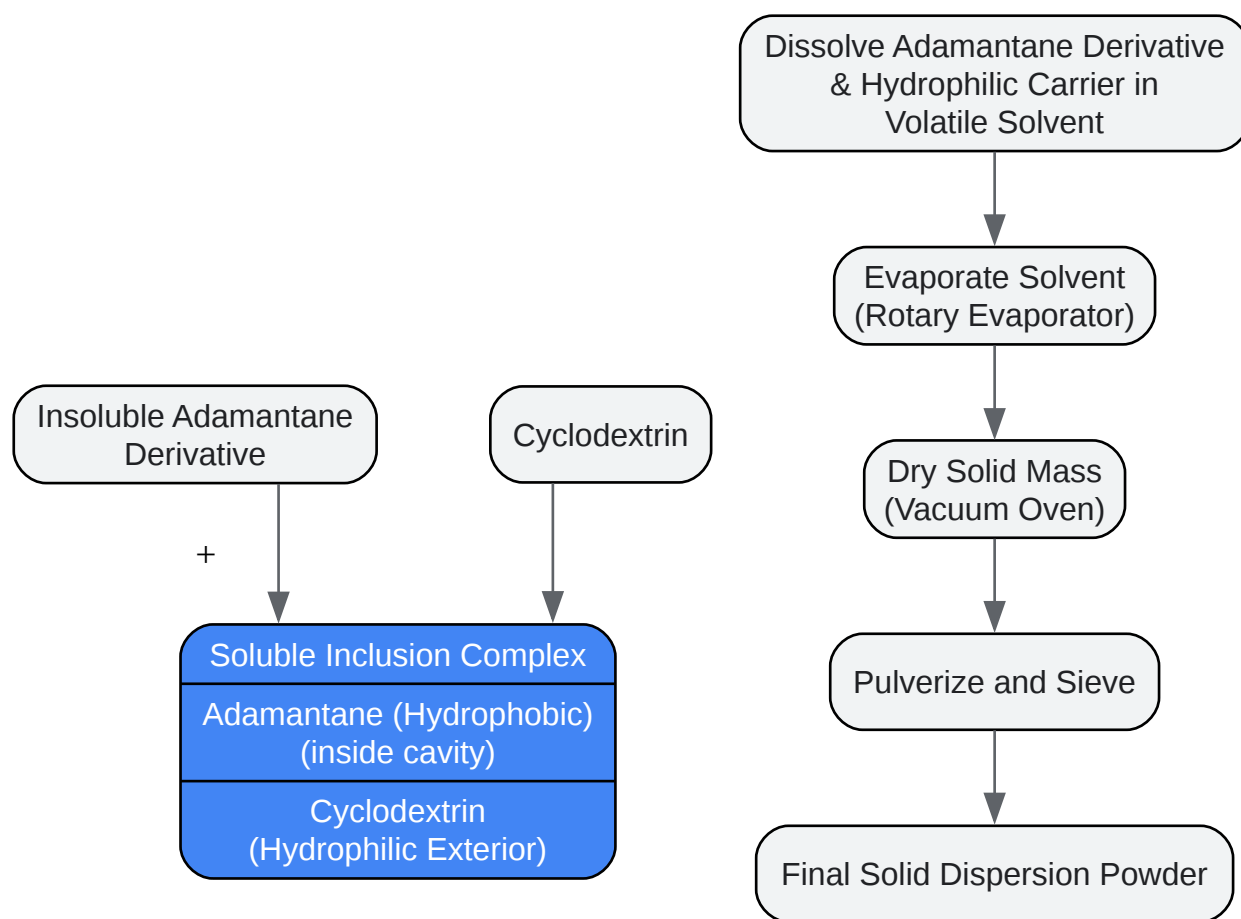 Insoluble Adamantane
Derivative
Cyclodextrin
+
Soluble Inclusion Complex
Adamantane (Hydrophobic)
(inside cavity)
Cyclodextrin
(Hydrophilic Exterior)
Dissolve Adamantane Derivative
& Hydrophilic Carrier in
Volatile Solvent
Evaporate Solvent
(Rotary Evaporator)
Dry Solid Mass
(Vacuum Oven)
Pulverize and Sieve
Final Solid Dispersion Powder